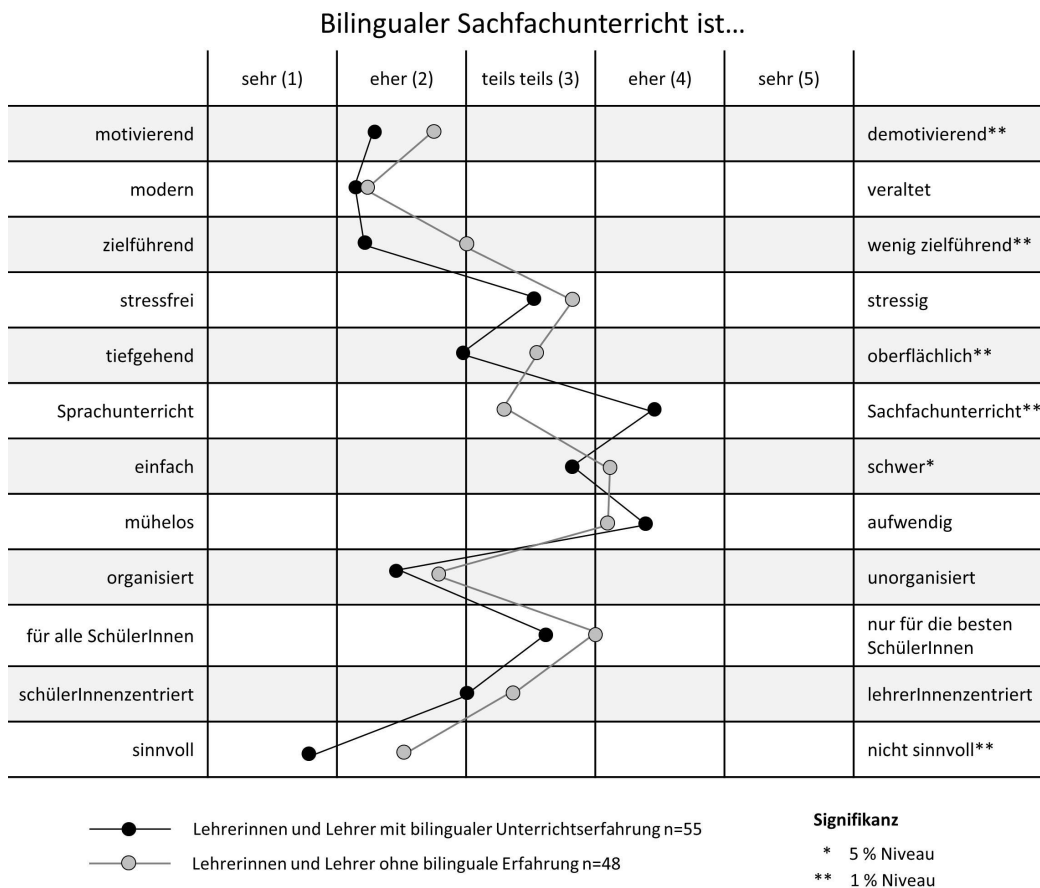 Bilingualer Sachfachunterricht ist...
sehr (1) eher (2) teils teils (3) eher (4) sehr (5)
motivierend demotivierend**
modern veraltet
zielführend wenig zielführend**
stressfrei stressig
tiefgehend oberflächlich**
Sprachunterricht Sachfachunterricht**
einfach schwer*
mühelos aufwendig
organisiert unorganisiert
für alle SchülerInnen nur für die besten
SchülerInnen
schülerInnenzentriert lehrerInnenzentriert
sinnvoll nicht sinnvoll**
Lehrerinnen und Lehrer mit bilingualer Unterrichtserfahrung n=55
Lehrerinnen und Lehrer ohne bilinguale Erfahrung n=48
Signifikanz
* 5 % Niveau
** 1 % Niveau